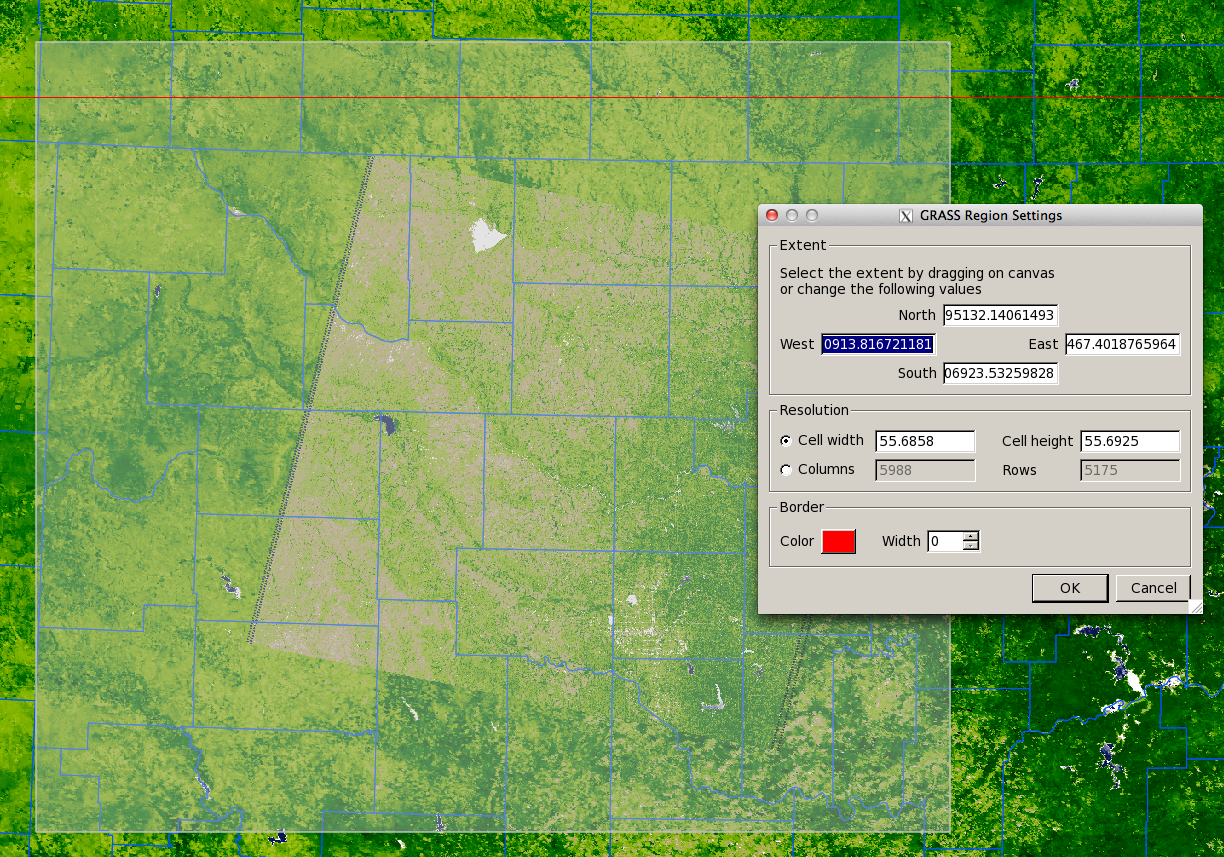 GRASS Region Settings
Extent
Select the extent by dragging on canvas
or change the following values
North 95132.14061493
West 0913.816721181 East 467.4018765964
South 06923.53259828
Resolution
Cell width 55.6858 Cell height 55.6925
Columns 5988 Rows 5175
Border
Color Width 0
OK Cancel